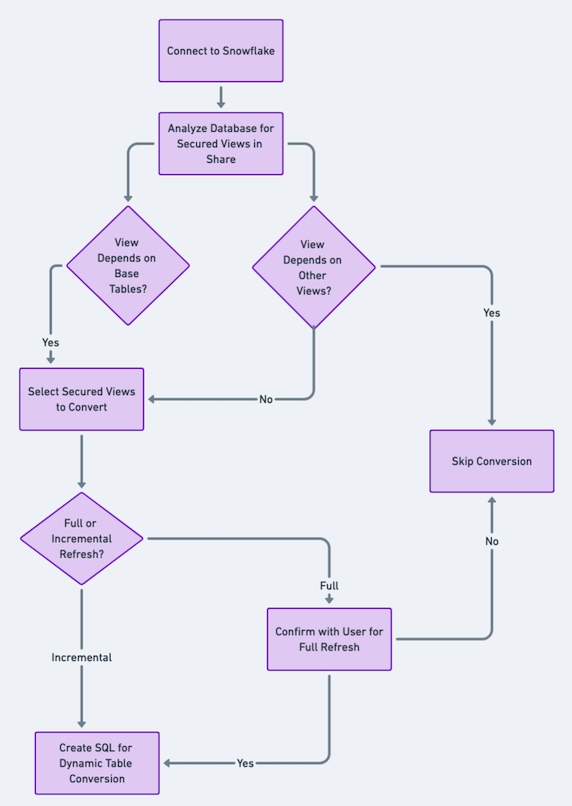 Connect to Snowflake
Analyze Database for
Secured Views in
Share
View
Depends on
Base
Tables?
View
Depends on
Other
Views?
Yes
Yes
Select Secured Views
to Convert
No
Skip Conversion
Full or
Incremental
Refresh?
No
Full
Confirm with User for
Full Refresh
Incremental
Create SQL for
Dynamic Table
Conversion
Yes